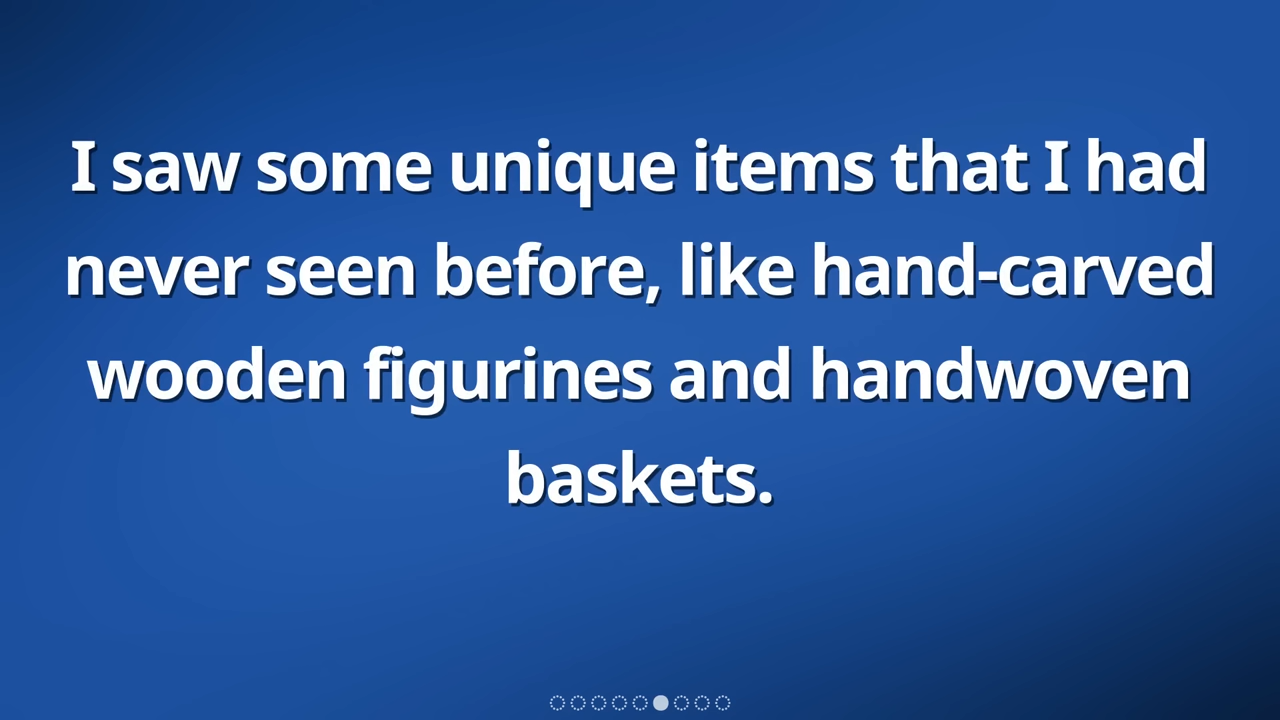 I saw some unique items that I had
never seen before, like hand-carved
wooden figurines and handwoven
baskets.